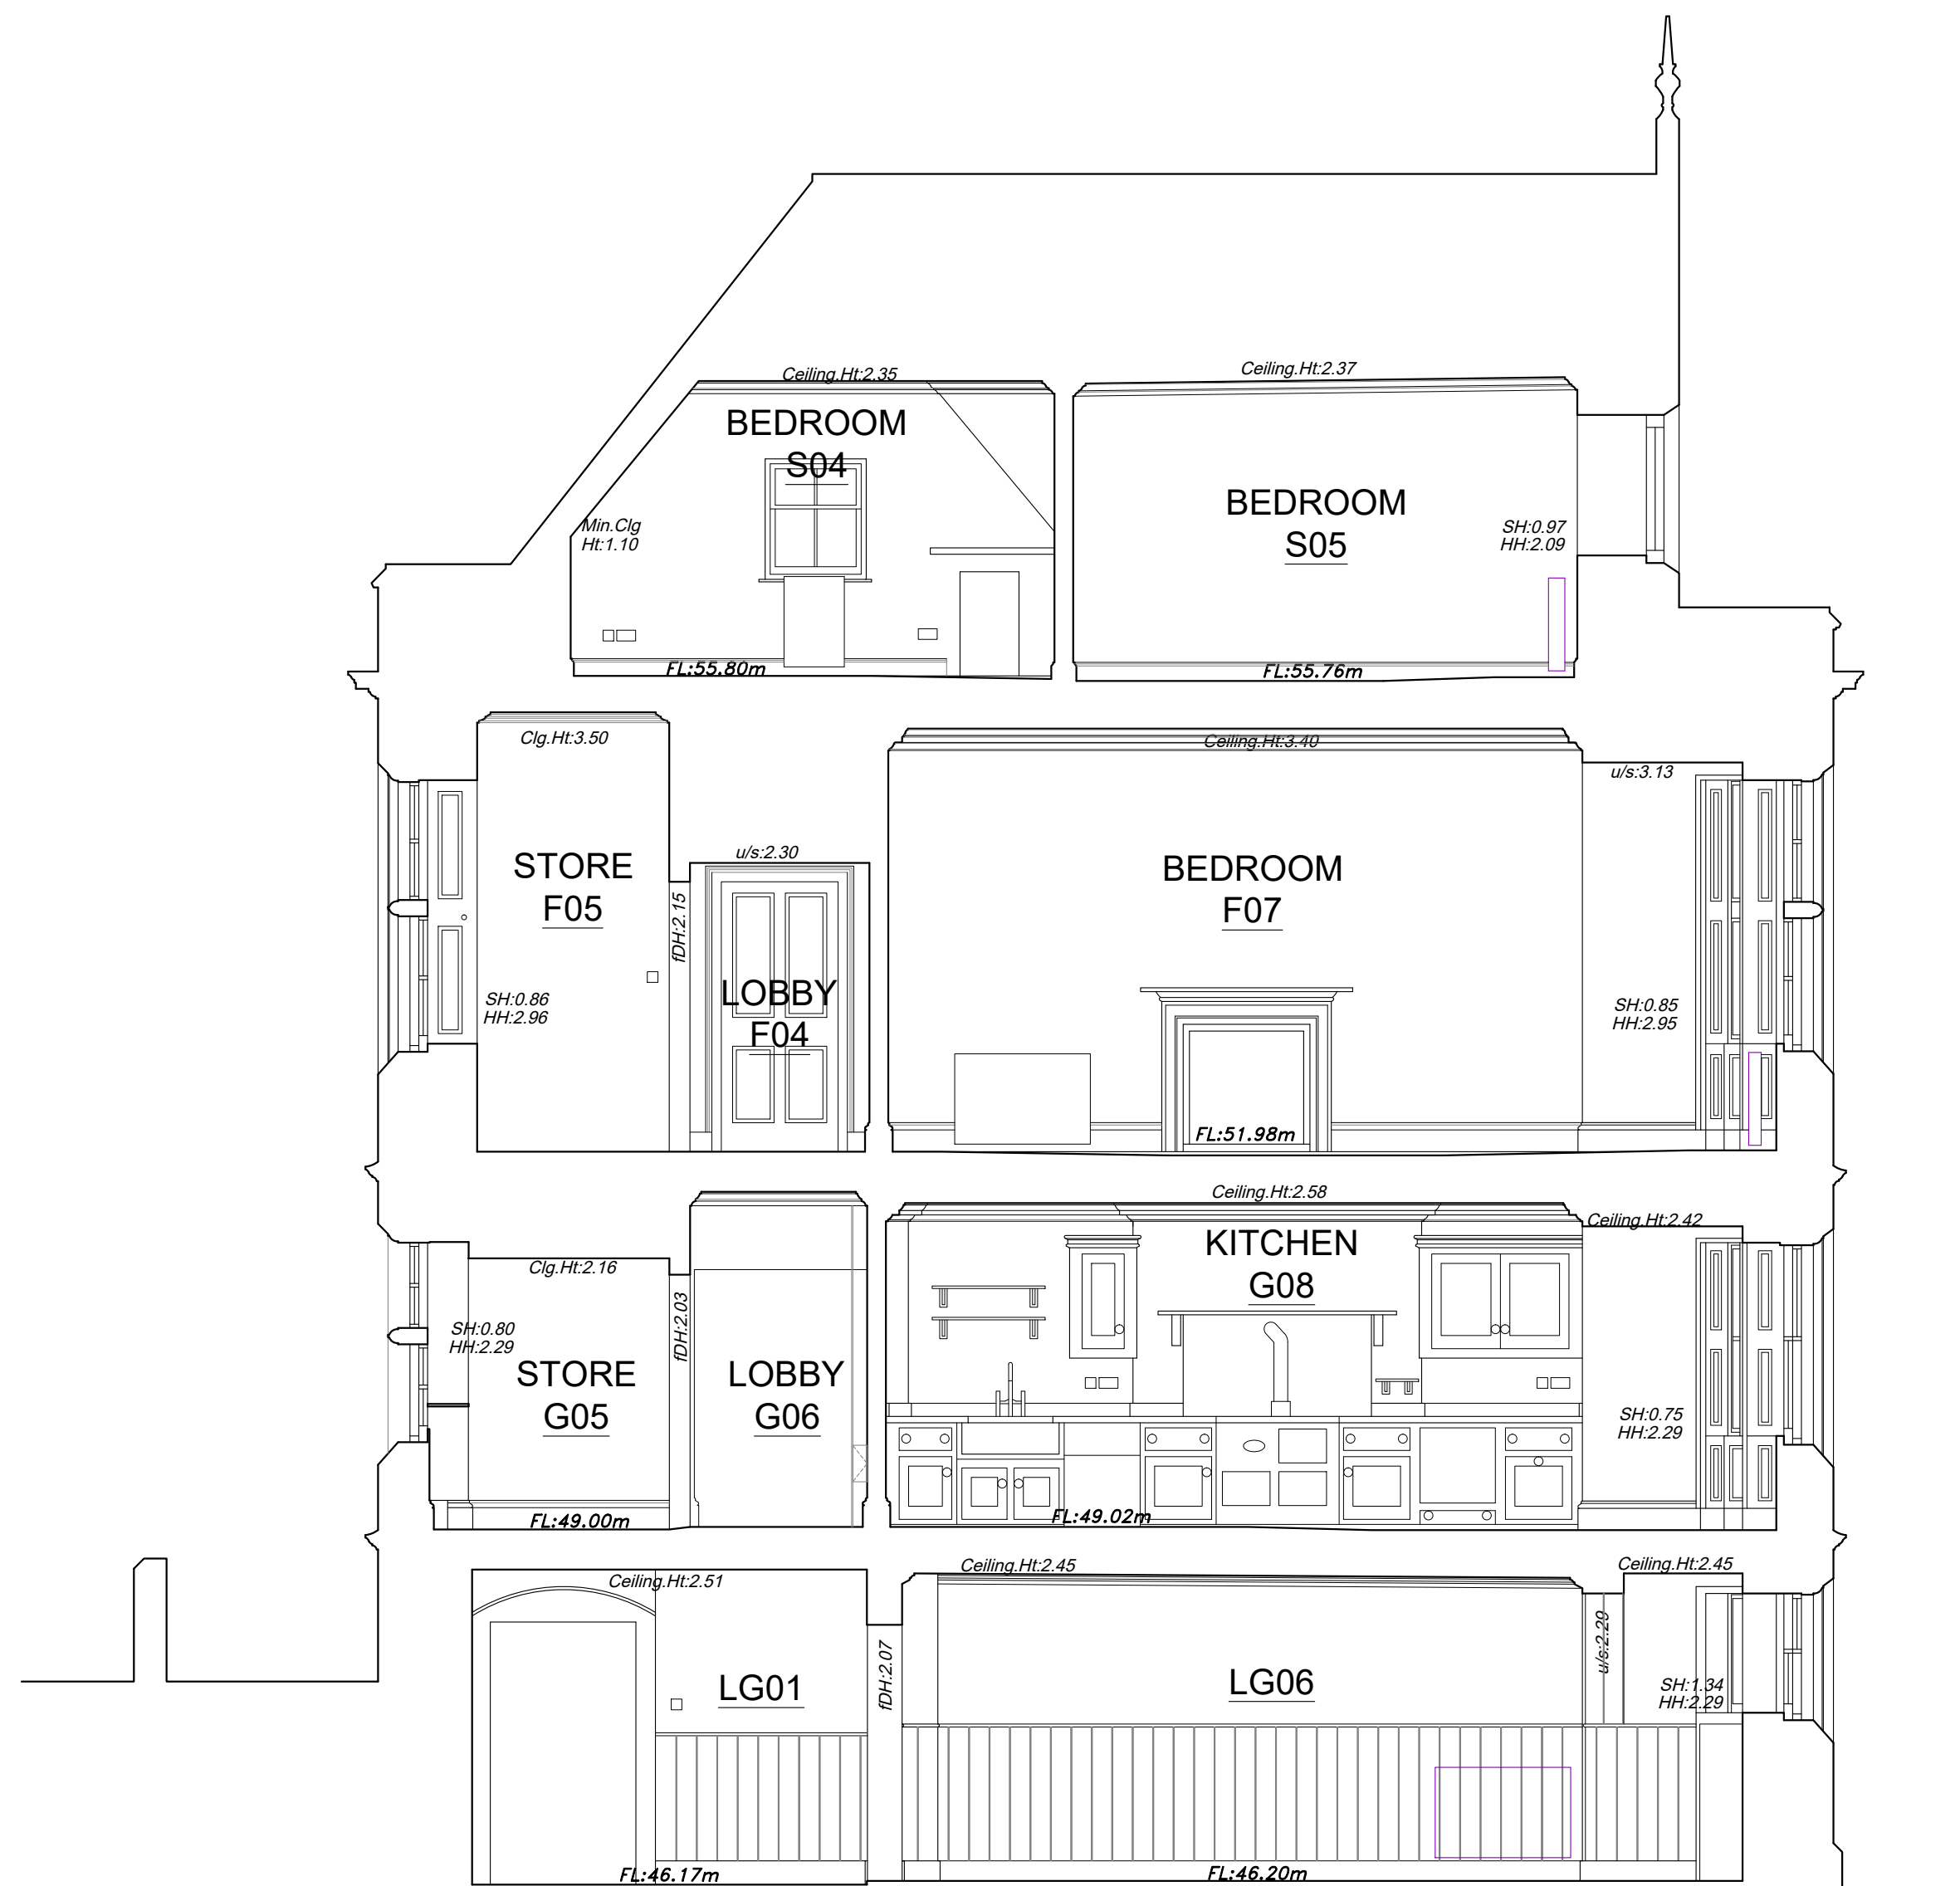 Ceiling.Ht:2.35
BEDROOM
S04
Min.Clg
Ht:1.10
FL:55.80m
Ceiling.Ht:2.37
BEDROOM
S05
SH:0.97
HH:2.09
FL:55.76m
Clg.Ht:3.50
STORE
F05
SH:0.86
HH:2.96
fDH:2.15
u/s:2.30
LOBBY
F04
Ceiling.Ht:3.40
BEDROOM
F07
FL:51.98m
u/s:3.13
SH:0.85
HH:2.95
Clg.Ht:2.16
SH:0.80
HH:2.29
STORE
G05
FL:49.00m
fDH:2.03
LOBBY
G06
Ceiling.Ht:2.58
KITCHEN
G08
FL:49.02m
Ceiling.Ht:2.42
SH:0.75
HH:2.29
Ceiling.Ht:2.51
LG01
FL:46.17m
fDH:2.07
Ceiling.Ht:2.45
LG06
FL:46.20m
u/s:2.29
Ceiling.Ht:2.45
SH:1.34
HH:2.29